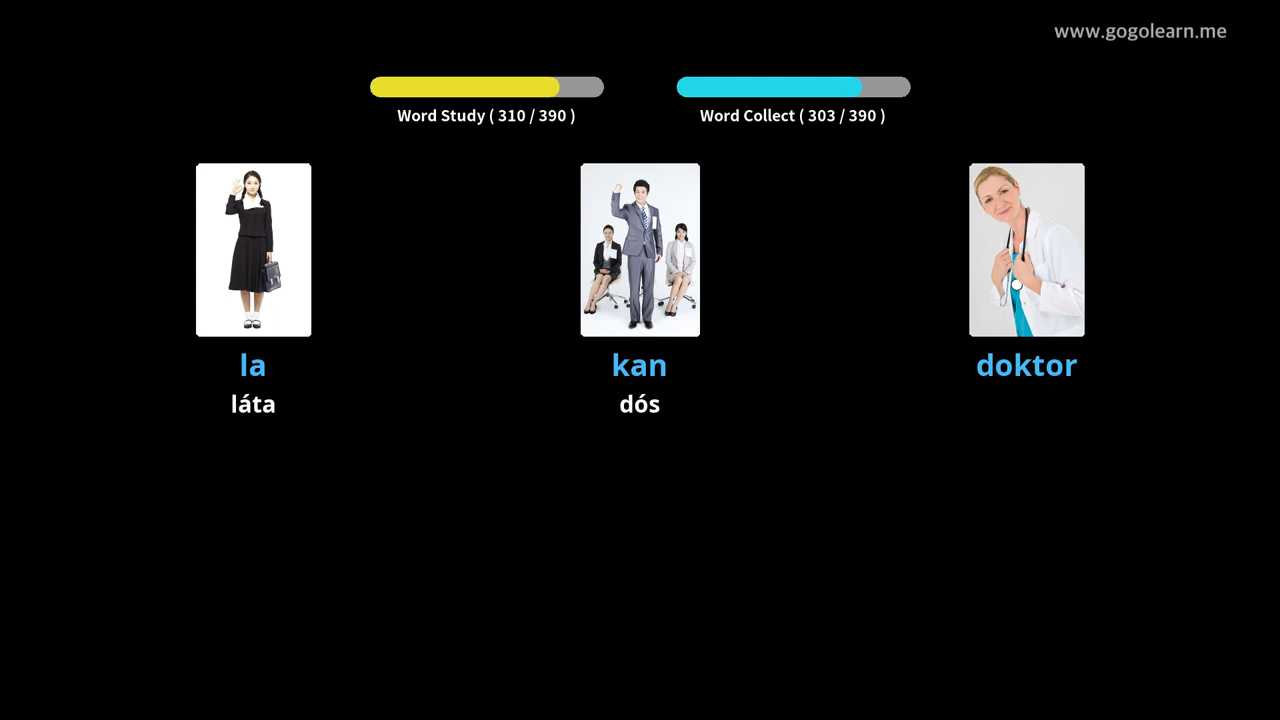 www.gogolearn.me
Word Study ( 310 / 390 )
Word Collect ( 303 / 390 )
la
kan
doktor
láta
dós